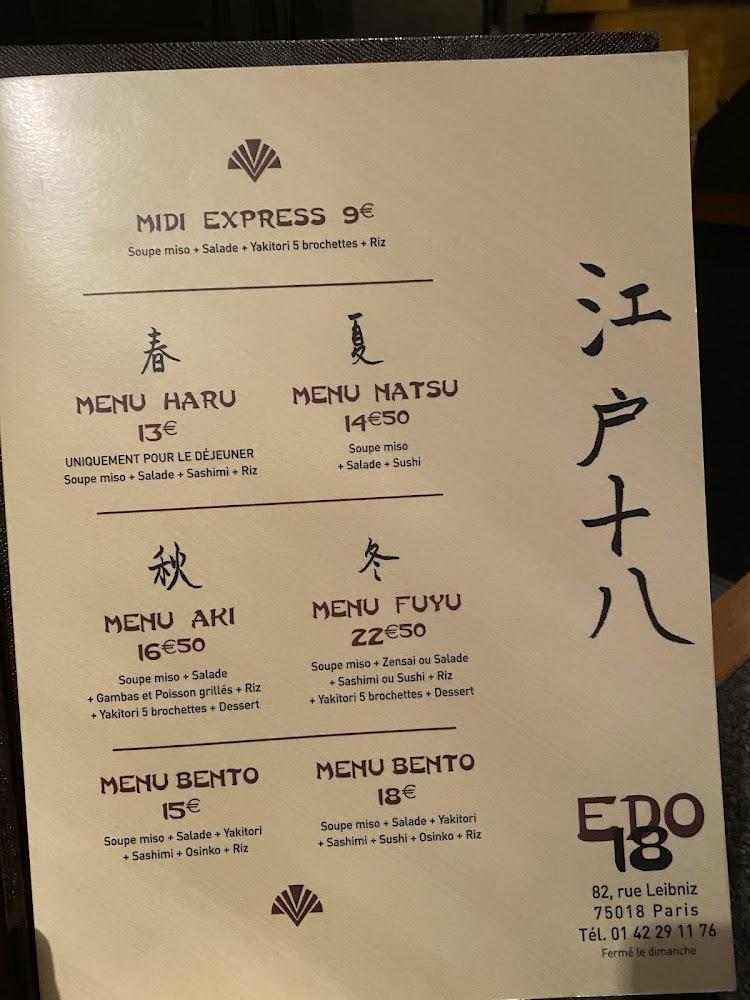 MIDI EXPRESS 9€
Soupe miso + Salade + Yakitori 5 brochettes + Riz
春
MENU HARU
13€
UNIQUEMENT POUR LE DÉJEUNER
Soupe miso + Salade + Sashimi + Riz
夏
MENU NATSU
14€50
Soupe miso
+ Salade + Sushi
秋
MENU AKI
16€50
Soupe miso + Salade
+ Gambas et Poisson grillés + Riz
+ Yakitori 5 brochettes + Dessert
冬
MENU FUYU
22€50
Soupe miso + Zensai ou Salade
+ Sashimi ou Sushi + Riz
+ Yakitori 5 brochettes + Dessert
MENU BENTO
15€
Soupe miso + Salade + Yakitori
+ Sashimi + Osinko + Riz
MENU BENTO
18€
Soupe miso + Salade + Yakitori
+ Sashimi + Sushi + Osinko + Riz
江戸十八
EDO
18
82, rue Leibniz
75018 Paris
Tél. 01 42 29 11 76
Fermé le dimanche